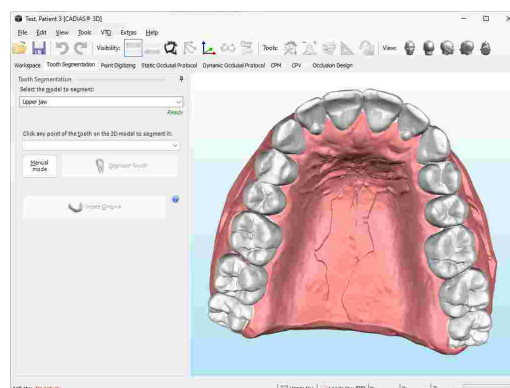 Test, Patient 3 [CADIAS® 3D]
File Edit View Tools VTO Extras Help
Visibility: Tools: View:
Workspace Tooth Segmentation Point Digitizing Static Occlusal Protocol Dynamic Occlusal Protocol CPM CPV Occlusion Design
Tooth Segmentation
Select the model to segment:
Upper Jaw
Ready
Click any point of the tooth on the 3D model to segment it:
Manual mode
Segment Tooth
Create Gingiva